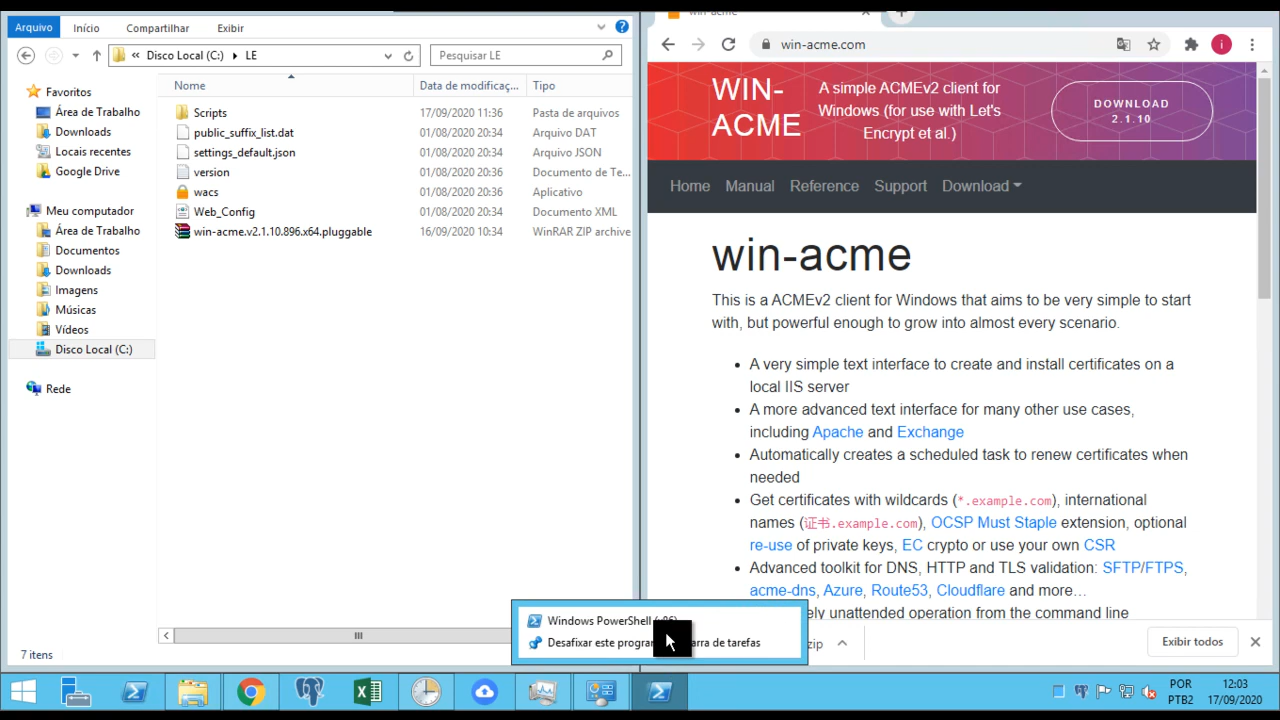 Arquivo Início Compartilhar Exibir
« Disco Local (C:) LE
Pesquisar LE
Favoritos
Área de Trabalho
Downloads
Locais recentes
Google Drive
Meu computador
Área de Trabalho
Documentos
Downloads
Imagens
Músicas
Vídeos
Disco Local (C:)
Rede
Nome Data de modificaç... Tipo
Scripts 17/09/2020 11:36 Pasta de arquivos
public_suffix_list.dat 01/08/2020 20:34 Arquivo DAT
settings_default.json 01/08/2020 20:34 Arquivo JSON
version 01/08/2020 20:36 Documento de Te...
wacs 01/08/2020 20:36 Aplicativo
Web_Config 01/08/2020 20:34 Documento XML
win-acme.v2.1.10.896.x64.pluggable 16/09/2020 10:34 WinRAR ZIP archive
7 itens
win-acme.com
i
WIN-
ACME
A simple ACMEv2 client for
Windows (for use with Let's
Encrypt et al.)
DOWNLOAD
2.1.10
Home Manual Reference Support Download
win-acme
This is a ACMEv2 client for Windows that aims to be very simple to start
with, but powerful enough to grow into almost every scenario.
• A very simple text interface to create and install certificates on a
local IIS server
• A more advanced text interface for many other use cases,
including Apache and Exchange
• Automatically creates a scheduled task to renew certificates when
needed
• Get certificates with wildcards (*.example.com), international
names (证书.example.com), OCSP Must Staple extension, optional
re-use of private keys, EC crypto or use your own CSR
• Advanced toolkit for DNS, HTTP and TLS validation: SFTP/FTPS,
acme-dns, Azure, Route53, Cloudflare and more...
unattended operation from the command line
Windows PowerShell
Desafixar este tarefas
zip
Exibir todos
POR
PTB2
12:03
17/09/2020